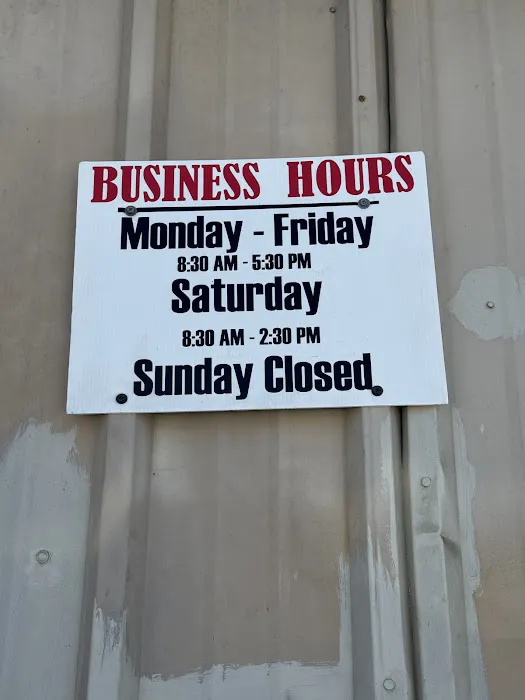 BUSINESS HOURS
Monday - Friday
8:30 AM - 5:30 PM
Saturday
8:30 AM - 2:30 PM
Sunday Closed